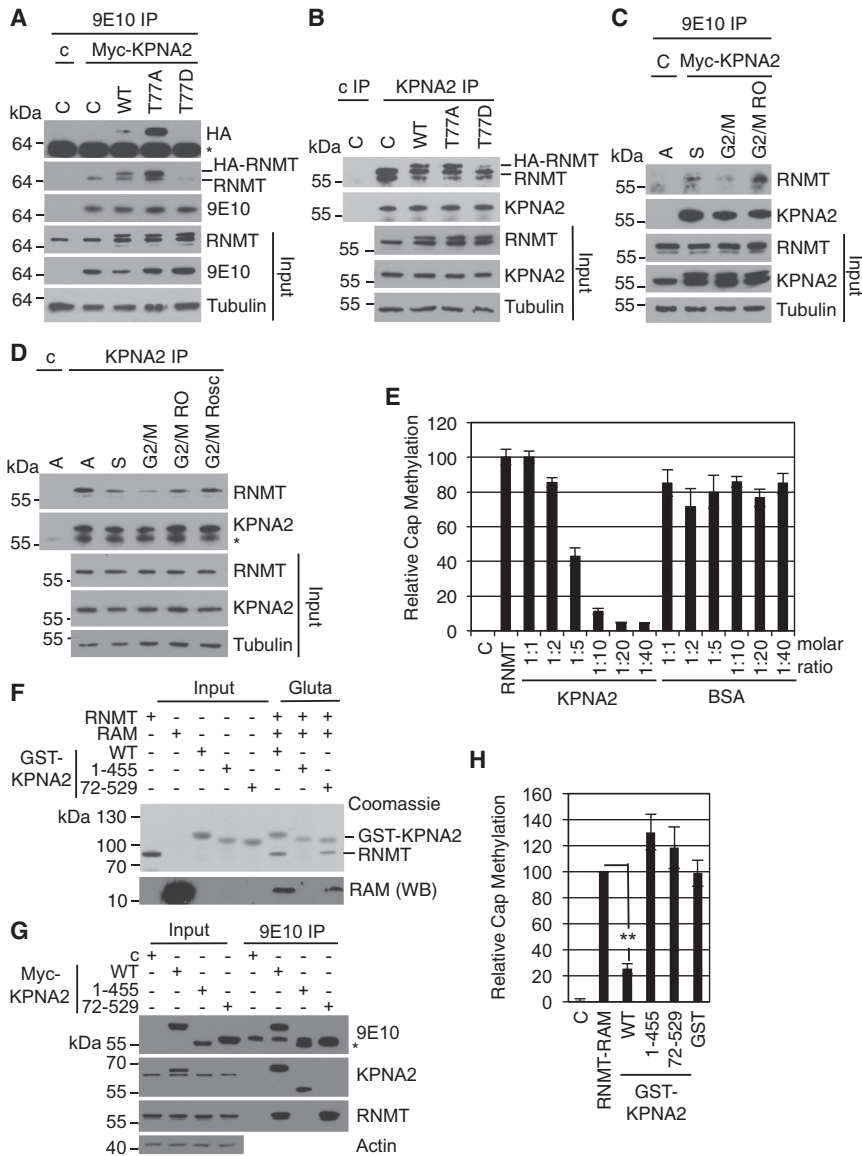 A
9E10 IP
c
Myc-KPNA2
C
C
WT
T77A
T77D
kDa
64
HA
*
64
HA-RNMT
RNMT
64
9E10
64
RNMT
64
9E10
64
Tubulin
Input
B
c IP
KPNA2 IP
C
C
WT
T77A
T77D
kDa
55
HA-RNMT
RNMT
55
KPNA2
55
RNMT
55
KPNA2
55
Tubulin
Input
C
9E10 IP
C
Myc-KPNA2
A
S
G2/M
G2/M RO
kDa
55
RNMT
55
KPNA2
55
RNMT
55
KPNA2
55
Tubulin
Input
D
c
KPNA2 IP
A
A
S
G2/M
G2/M RO
G2/M Rosc
kDa
55
RNMT
55
KPNA2
*
55
RNMT
55
KPNA2
55
Tubulin
Input
E
Relative Cap Methylation
120
100
80
60
40
20
0
C
RNMT
1:1
1:2
1:5
1:10
1:20
1:40
1:1
1:2
1:5
1:10
1:20
1:40
molar
ratio
KPNA2
BSA
F
Input
Gluta
RNMT + - - - - + + +
RAM - + - - - + + +
GST-
KPNA2
WT - - + - - + - -
1-455 - - - + - - + -
72-529 - - - - + - - +
Coomassie
kDa 130
100
70
GST-KPNA2
RNMT
10
RAM (WB)
G
Input
9E10 IP
Myc-
KPNA2
c + - - - + - - -
WT - + - - - + - -
1-455 - - + - - - + -
72-529 - - - + - - - +
kDa 55
9E10
*
70
55
KPNA2
55
RNMT
40
Actin
H
Relative Cap Methylation
160
140
120
100
80
60
40
20
0
**
C
RNMT-RAM
WT
1-455
72-529
GST
GST-
KPNA2